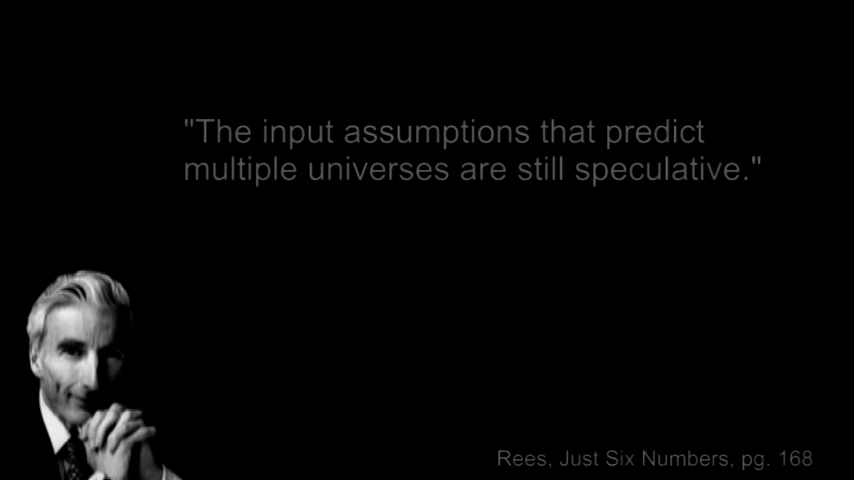 "The input assumptions that predict
multiple universes are still speculative."
Rees, Just Six Numbers, pg. 168